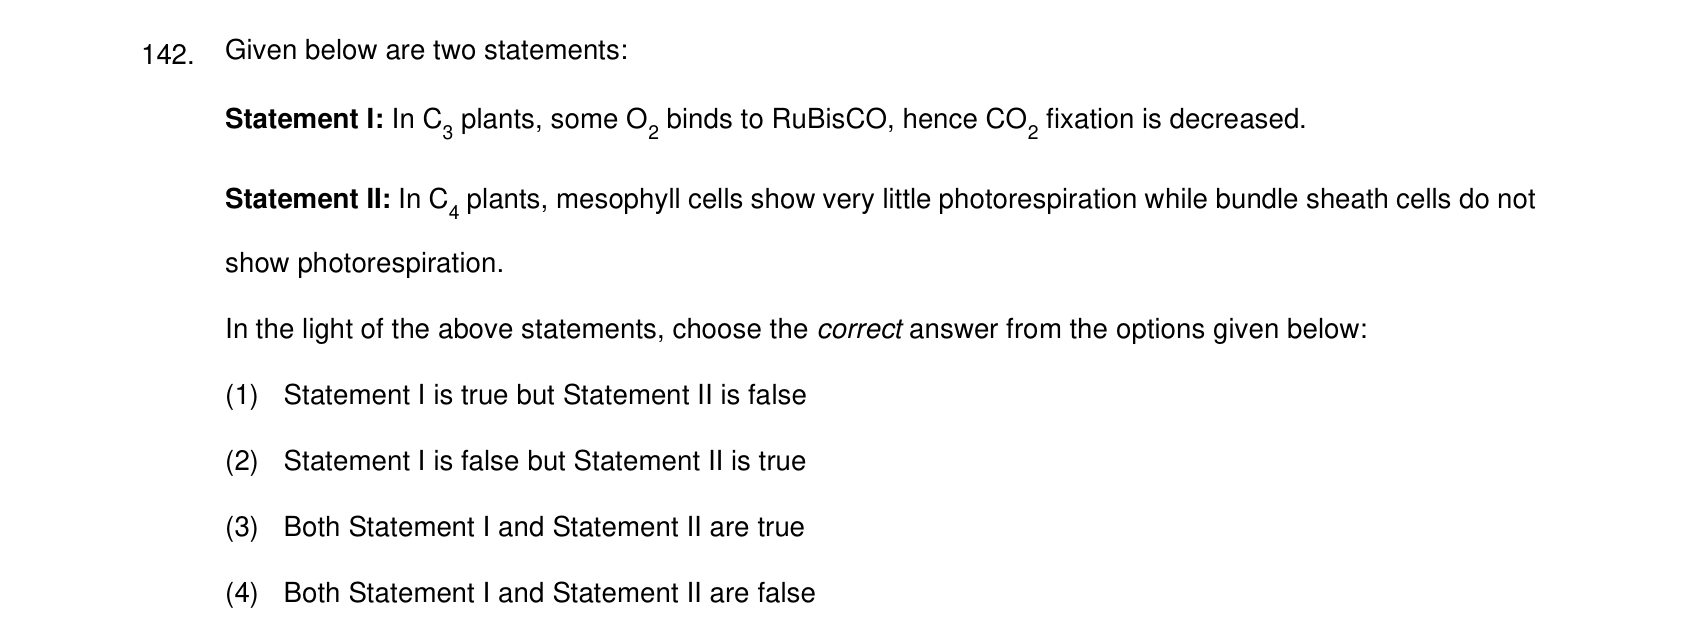 142. Given below are two statements:
Statement I: In C₃ plants, some O₂ binds to RuBisCO, hence CO₂ fixation is decreased.
Statement II: In C₄ plants, mesophyll cells show very little photorespiration while bundle sheath cells do not
show photorespiration.
In the light of the above statements, choose the correct answer from the options given below:
(1) Statement I is true but Statement II is false
(2) Statement I is false but Statement II is true
(3) Both Statement I and Statement II are true
(4) Both Statement I and Statement II are false